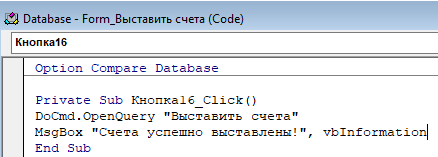 Database - Form_Выставить счета (Code)
Кнопка16
Option Compare Database
Private Sub Кнопка16_Click()
DoCmd.OpenQuery "Выставить счета"
MsgBox "Счета успешно выставлены!", vbInformation
End Sub